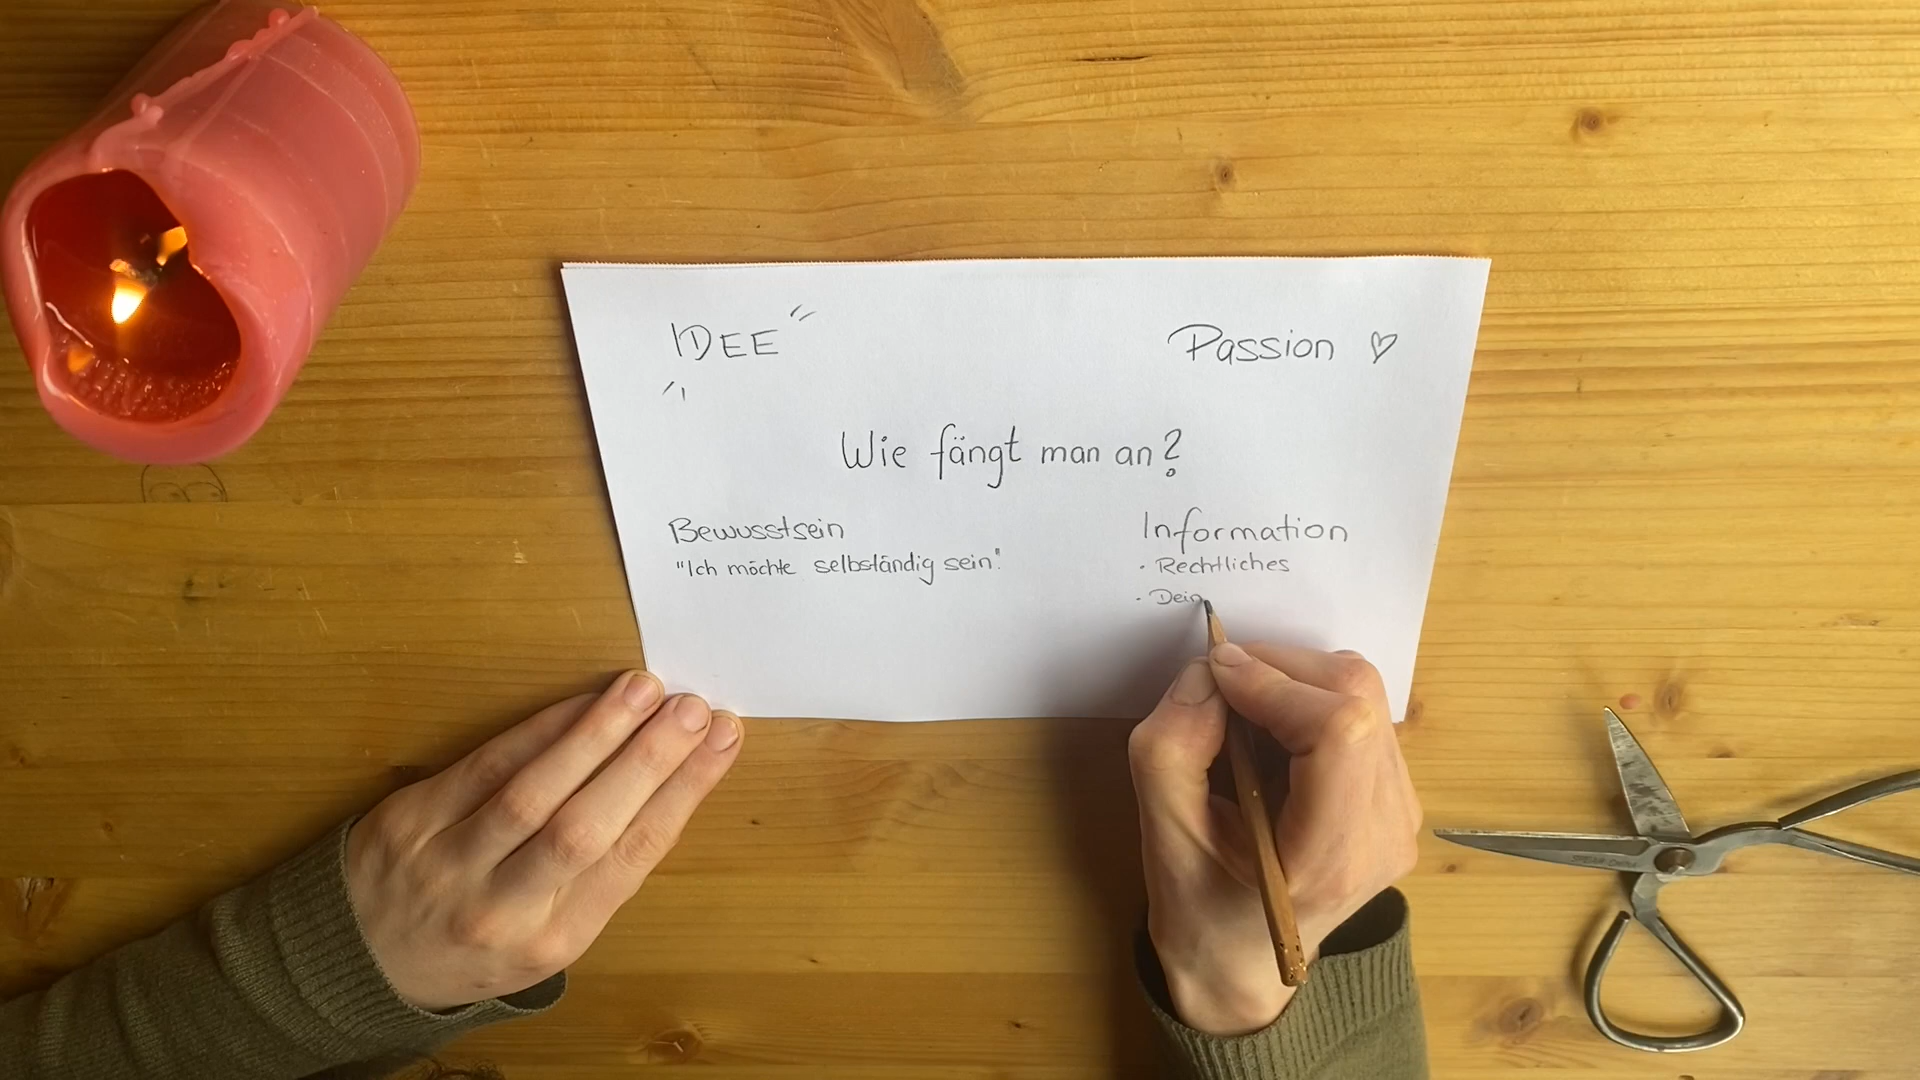 IDEE
Passion ♡
Wie fängt man an?
Bewusstsein
"Ich möchte selbständig sein."
Information
· Rechtliches
· Dein